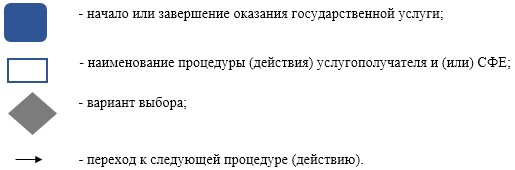 - начало или завершение оказания государственной услуги;
- наименование процедуры (действия) услугополучателя и (или) СФЕ;
- вариант выбора;
- переход к следующей процедуре (действию).